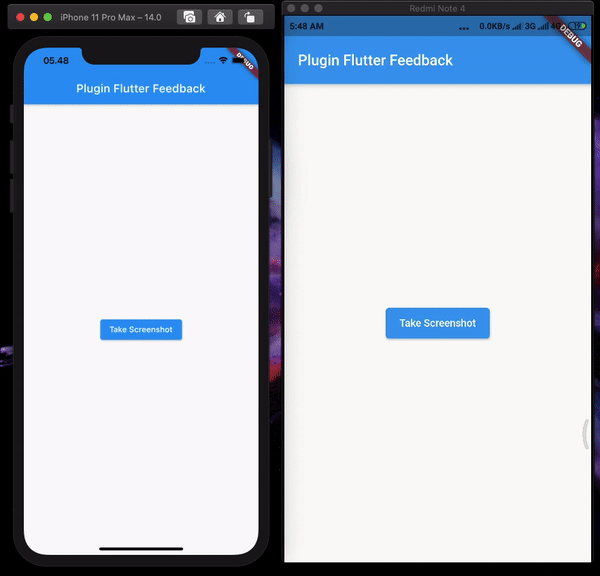 iPhone 11 Pro Max – 14.0
05.48
DEBUG
Plugin Flutter Feedback
Take Screenshot
Redmi Note 4
5:48 AM
0.0KB/s
3G
4G
DEBUG
Plugin Flutter Feedback
Take Screenshot